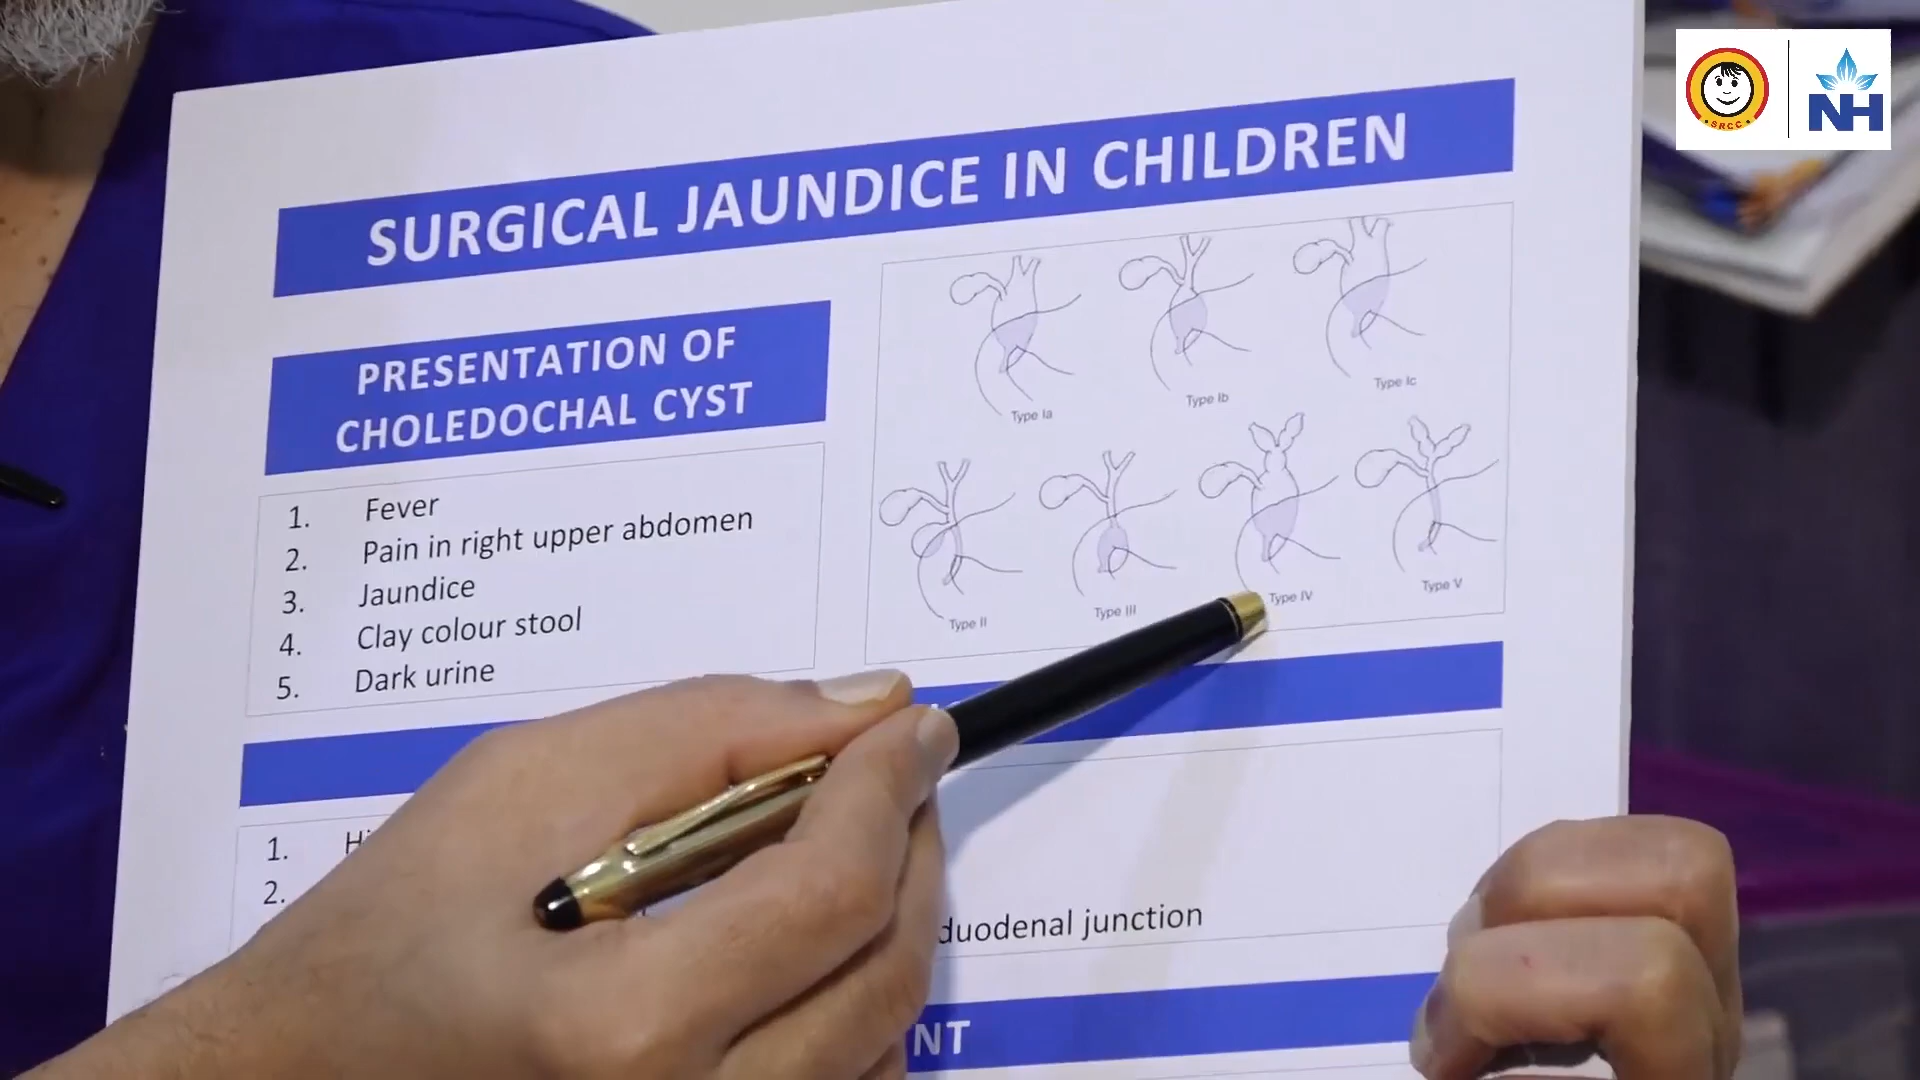 SRCC
NH
SURGICAL JAUNDICE IN CHILDREN
PRESENTATION OF
CHOLEDOCHAL CYST
1. Fever
2. Pain in right upper abdomen
3. Jaundice
4. Clay colour stool
5. Dark urine
Type Ia
Type Ib
Type Ic
Type II
Type III
Type IV
Type V
1.
2.
duodenal junction
NT